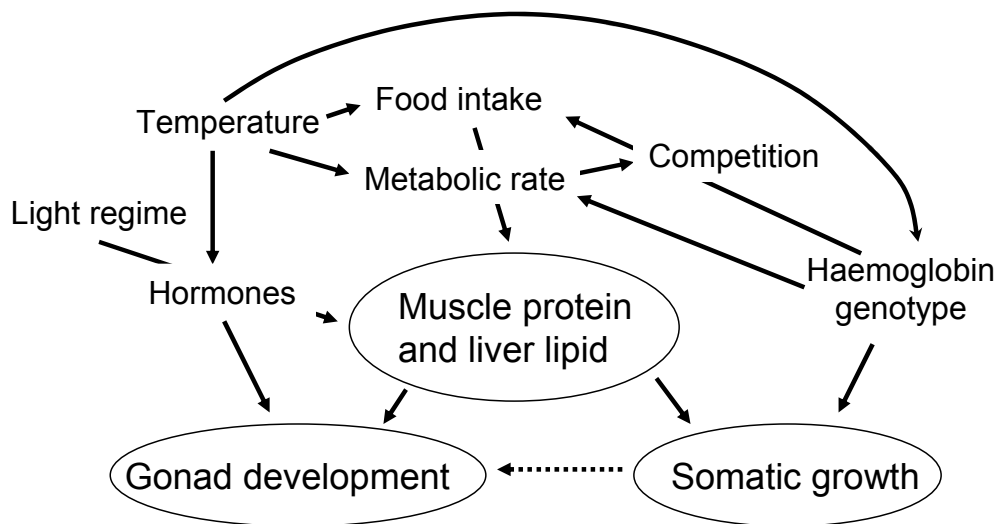 Food intake
Temperature
Competition
Metabolic rate
Light regime
Haemoglobin
genotype
Hormones
Muscle protein
and liver lipid
Gonad development
Somatic growth